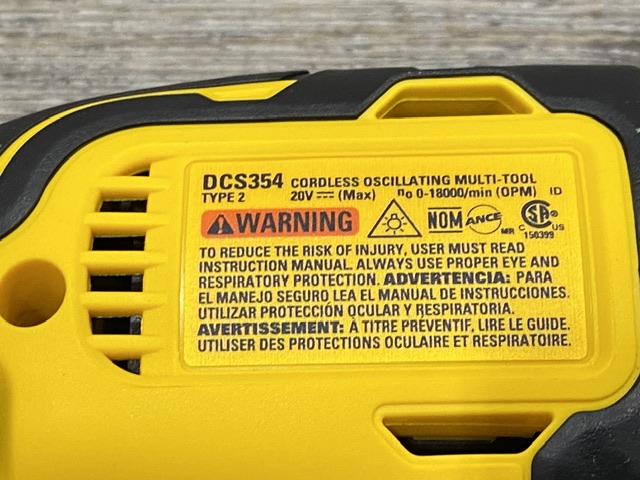 DCS354 CORDLESS OSCILLATING MULTI-TOOL
TYPE 2 20V ⎓ (Max) n0 0-18000/min (OPM) ID
WARNING NOM ANCE MR C SA ® C US 150399
TO REDUCE THE RISK OF INJURY, USER MUST READ
INSTRUCTION MANUAL. ALWAYS USE PROPER EYE AND
RESPIRATORY PROTECTION. ADVERTENCIA: PARA
EL MANEJO SEGURO LEA EL MANUAL DE INSTRUCCIONES.
UTILIZAR PROTECCIÓN OCULAR Y RESPIRATORIA.
AVERTISSEMENT: À TITRE PREVENTIF, LIRE LE GUIDE.
UTILISER DES PROTECTIONS OCULAIRE ET RESPIRATOIRE.